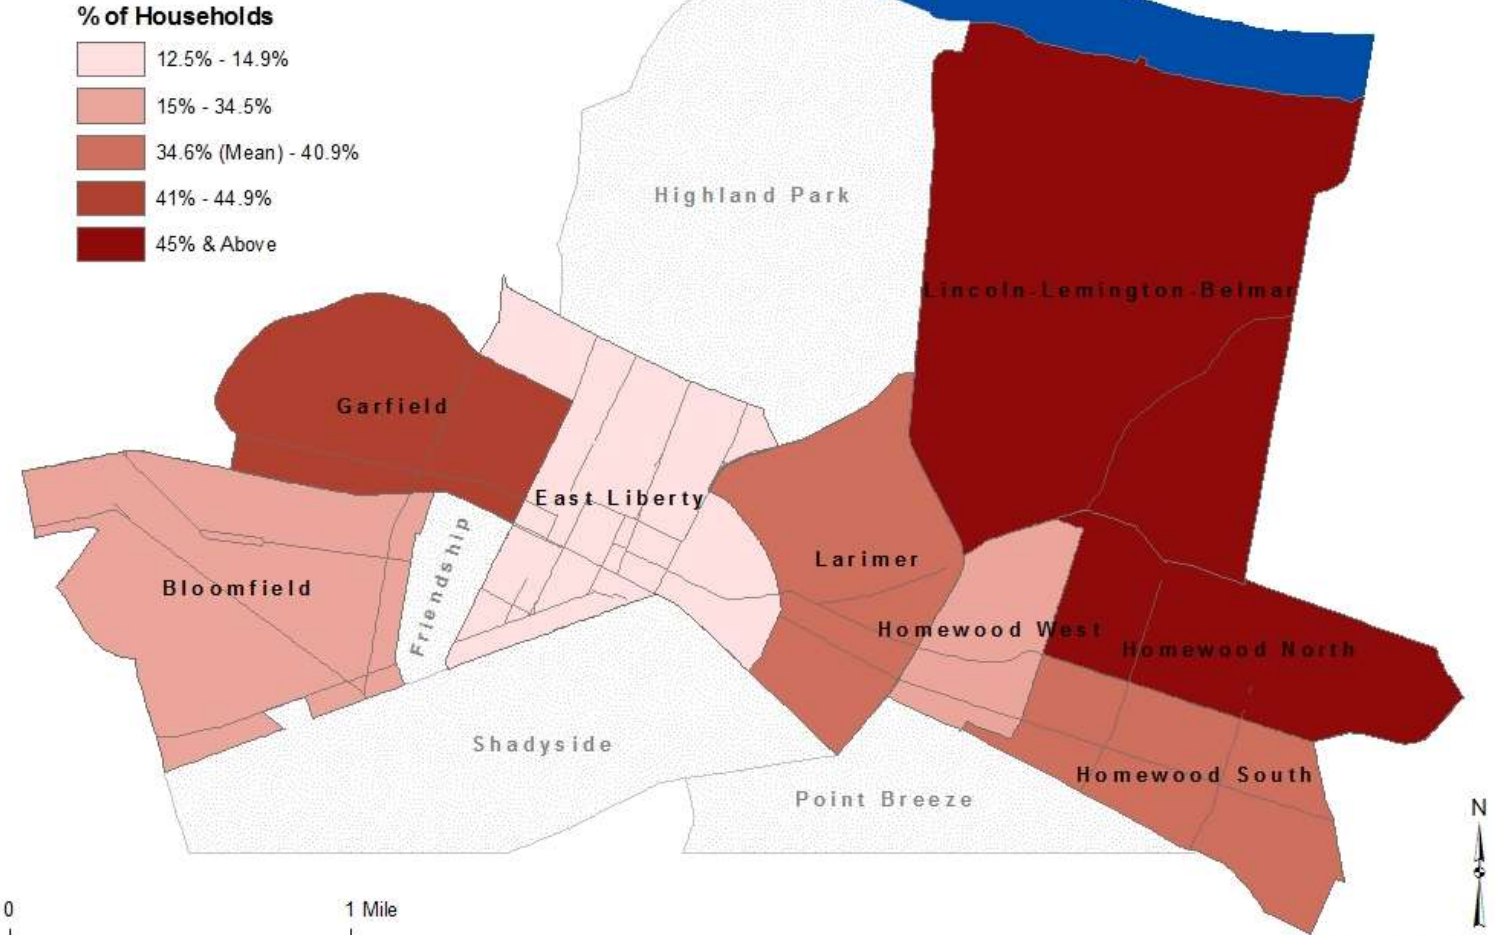 % of Households
12.5% - 14.9%
15% - 34.5%
34.6% (Mean) - 40.9%
41% - 44.9%
45% & Above
Highland Park
Lincoln-Lemington-Belmar
Garfield
East Liberty
Friendship
Larimer
Bloomfield
Homewood West
Homewood North
Shadyside
Homewood South
Point Breeze
N
0
1 Mile